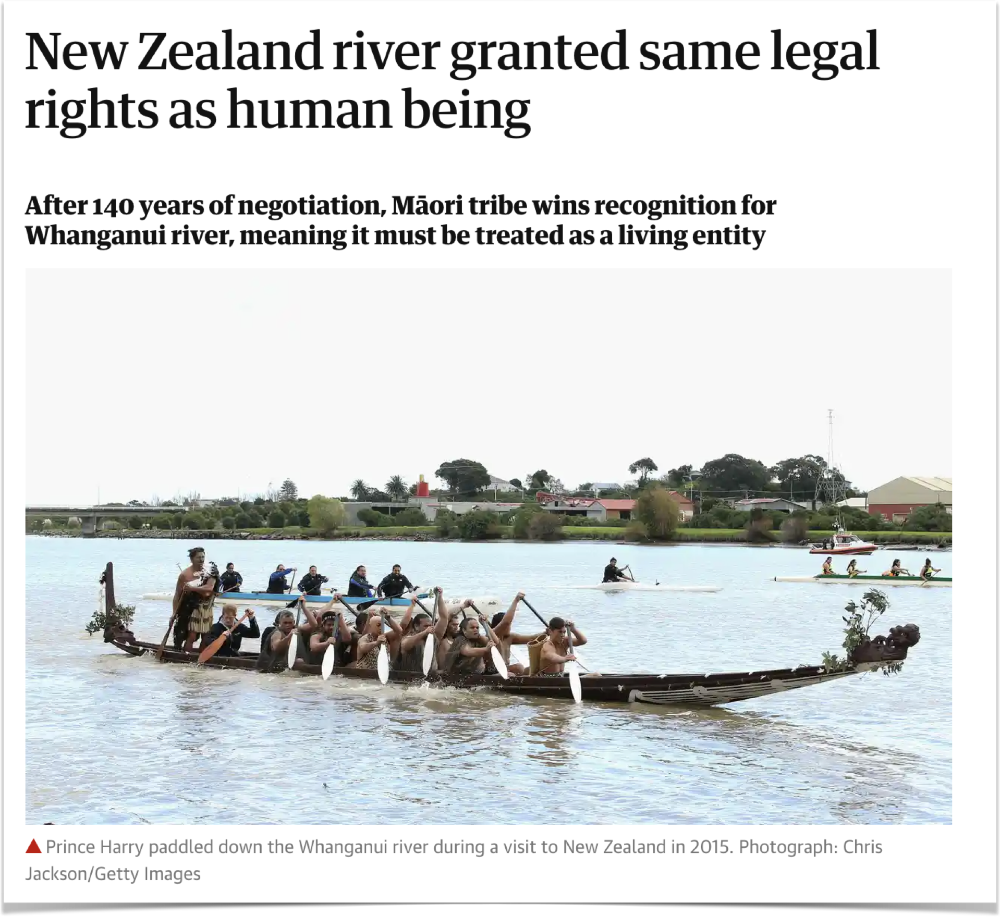 New Zealand river granted same legal
rights as human being
After 140 years of negotiation, Māori tribe wins recognition for
Whanganui river, meaning it must be treated as a living entity
Prince Harry paddled down the Whanganui river during a visit to New Zealand in 2015. Photograph: Chris
Jackson/Getty Images